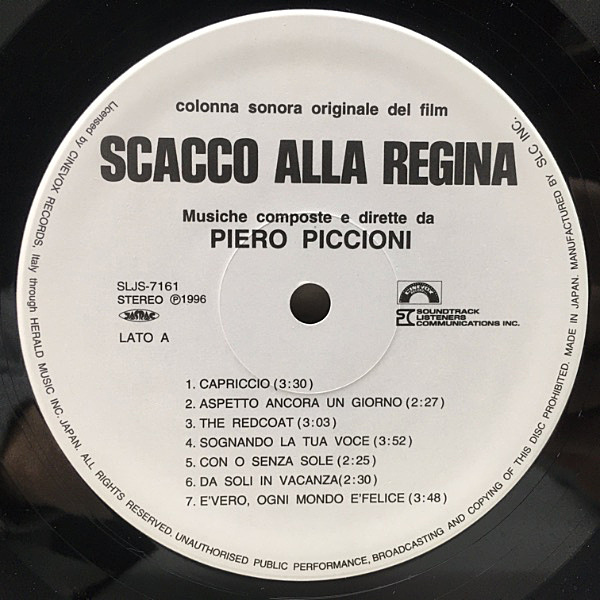 colonna sonora originale del film
SCACCO ALLA REGINA
Musiche composte e dirette da
PIERO PICCIONI
SLJS-7161
STEREO ℗1996
JASRAC
LATO A
CINEVOX
SOUNDTRACK
LISTENERS
COMMUNICATIONS INC.
1. CAPRICCIO (3:30)
2. ASPETTO ANCORA UN GIORNO (2:27)
3. THE REDCOAT (3:03)
4. SOGNANDO LA TUA VOCE (3:52)
5. CON O SENZA SOLE (2:25)
6. DA SOLI IN VACANZA(2:30)
7. E'VERO, OGNI MONDO E'FELICE (3:48)
Licensed by CINEVOX RECORDS, Italy through HERALD MUSIC INC. JAPAN. ALL RIGHTS RESERVED. UNAUTHORISED PUBLIC PERFORMANCE, BROADCASTING AND COPYING OF THIS DISC PROHIBITED. MADE IN JAPAN. MANUFACTURED BY SLC INC.